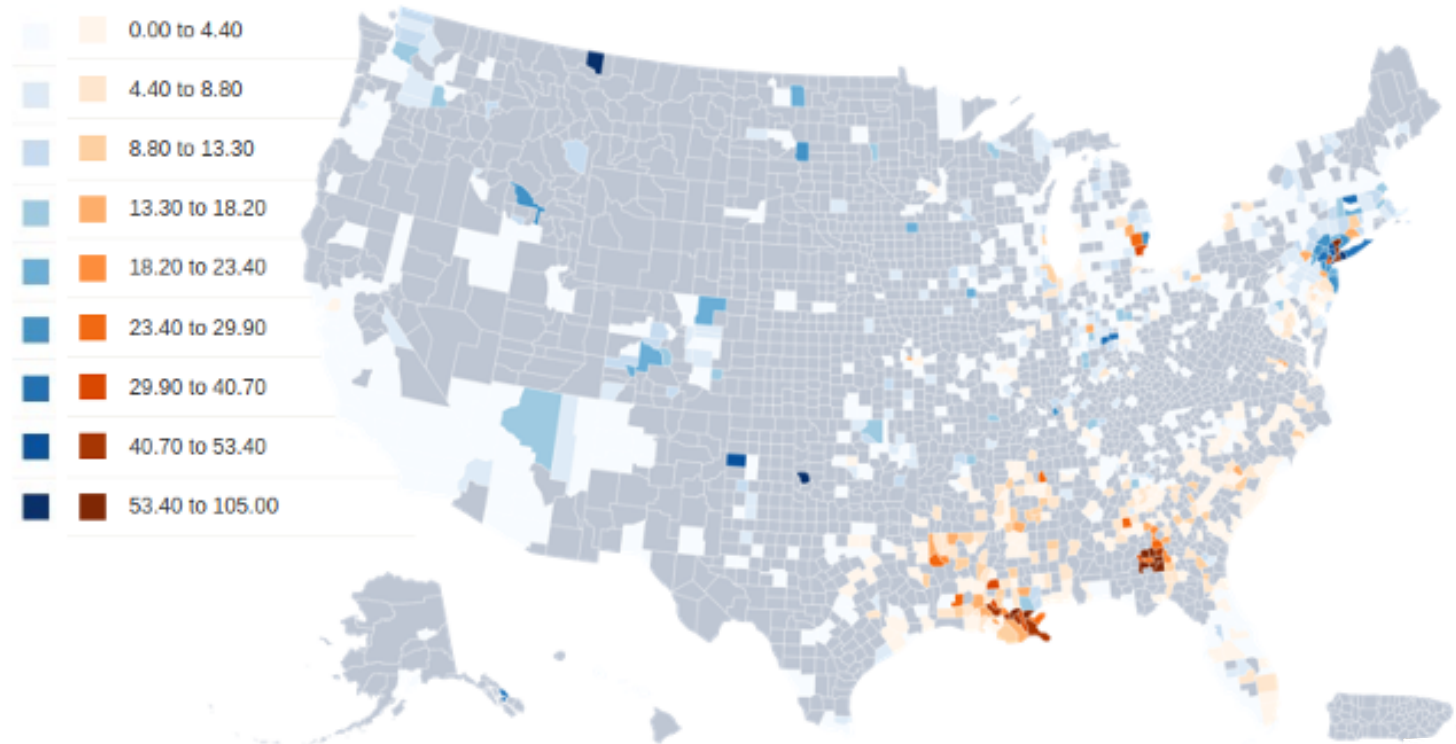 0.00 to 4.40
4.40 to 8.80
8.80 to 13.30
13.30 to 18.20
18.20 to 23.40
23.40 to 29.90
29.90 to 40.70
40.70 to 53.40
53.40 to 105.00